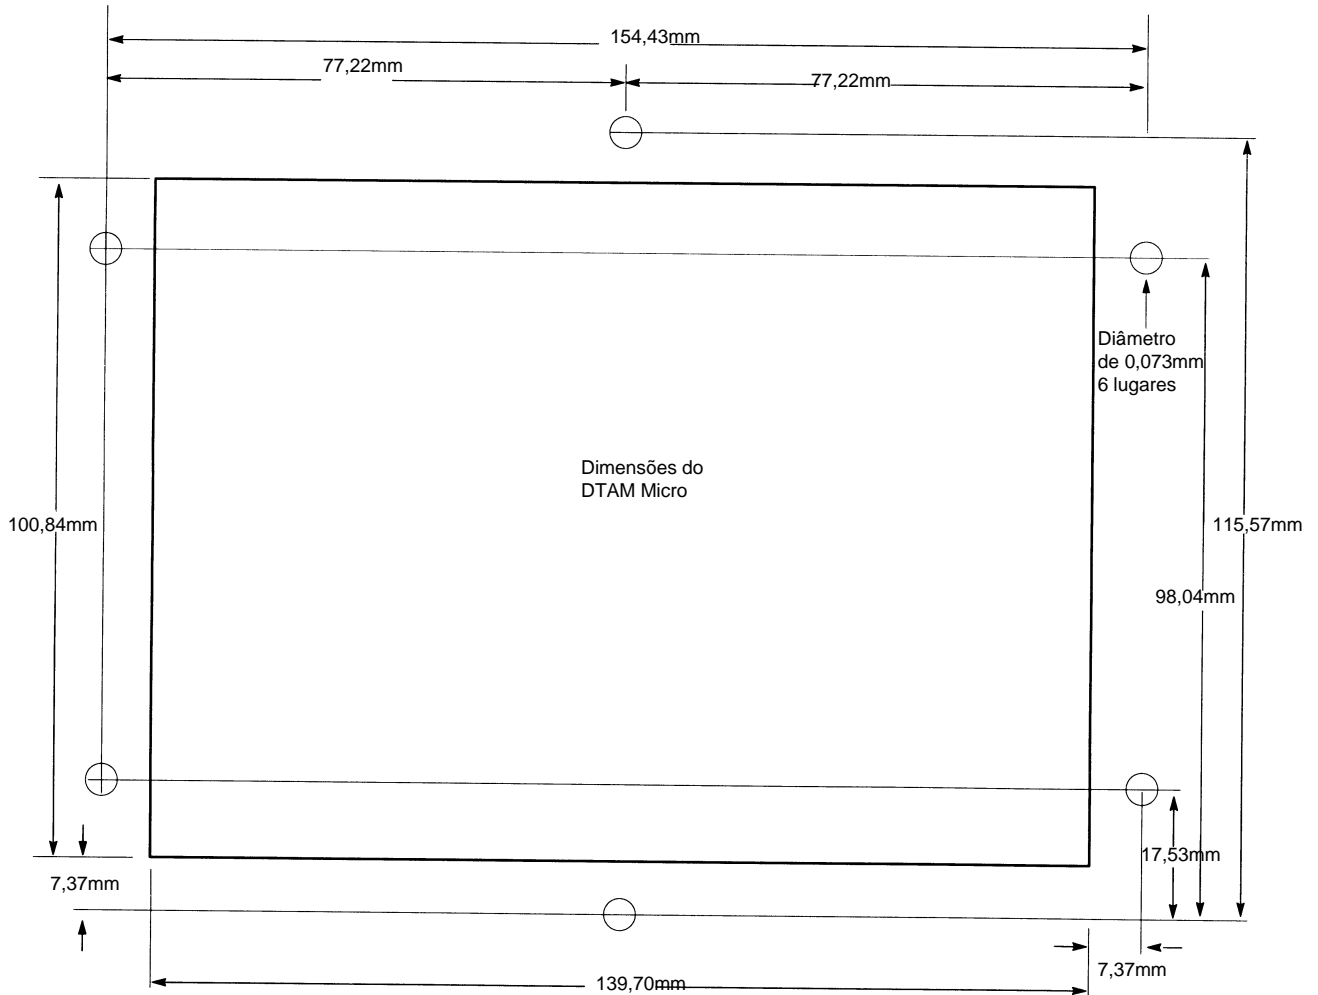 154,43mm
77,22mm
77,22mm
Diâmetro
de 0,073mm
6 lugares
Dimensões do
DTAM Micro
100,84mm
115,57mm
98,04mm
17,53mm
7,37mm
7,37mm
139,70mm